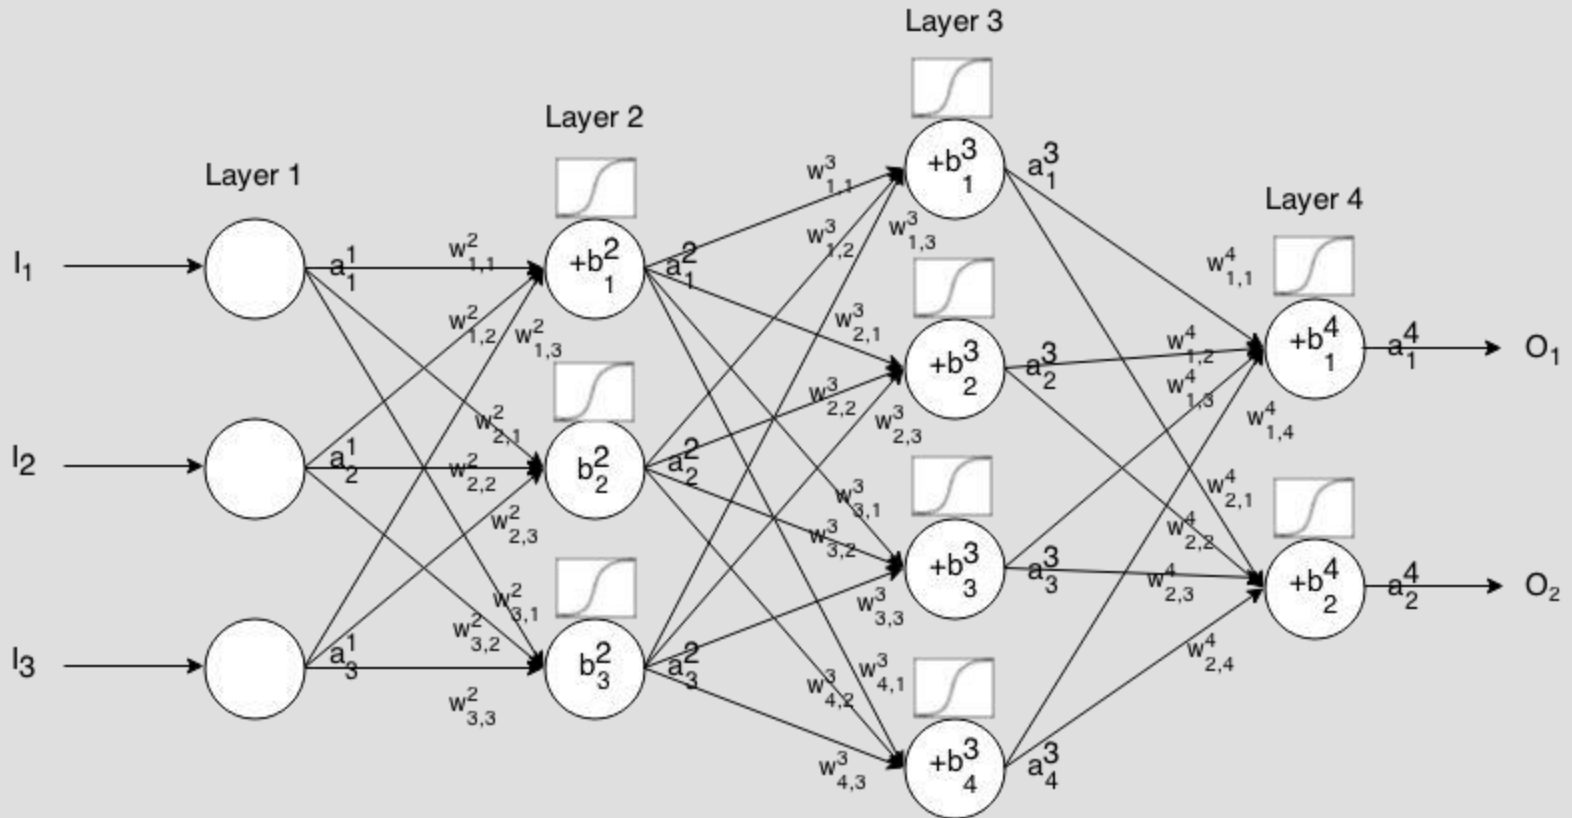 Layer 1
I₁
I₂
I₃
a¹₁
a¹₂
a¹₃
w²₁,₁
w²₁,₂
w²₁,₃
w²₂,₁
w²₂,₂
w²₂,₃
w²₃,₁
w²₃,₂
w²₃,₃
Layer 2
+b²₁
b²₂
b²₃
a²₁
a²₂
a²₃
w³₁,₁
w³₁,₂
w³₁,₃
w³₂,₁
w³₂,₂
w³₂,₃
w³₃,₁
w³₃,₂
w³₃,₃
w³₄,₁
w³₄,₂
w³₄,₃
Layer 3
+b³₁
+b³₂
+b³₃
+b³₄
a³₁
a³₂
a³₃
a³₄
w⁴₁,₁
w⁴₁,₂
w⁴₁,₃
w⁴₁,₄
w⁴₂,₁
w⁴₂,₂
w⁴₂,₃
w⁴₂,₄
Layer 4
+b⁴₁
+b⁴₂
a⁴₁
a⁴₂
O₁
O₂